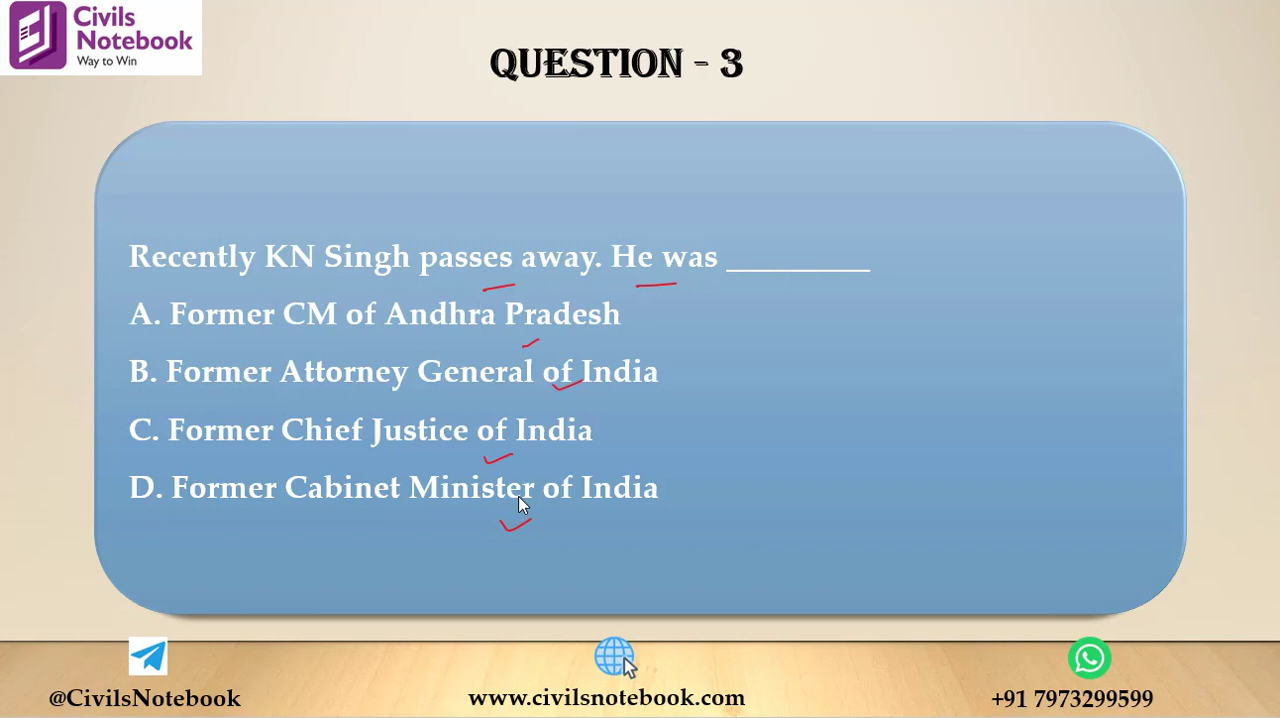 Civils
Notebook
Way to Win
QUESTION - 3
Recently KN Singh passes away. He was __________
A. Former CM of Andhra Pradesh
B. Former Attorney General of India
C. Former Chief Justice of India
D. Former Cabinet Minister of India
@CivilsNotebook
www.civilsnotebook.com
+91 7973299599